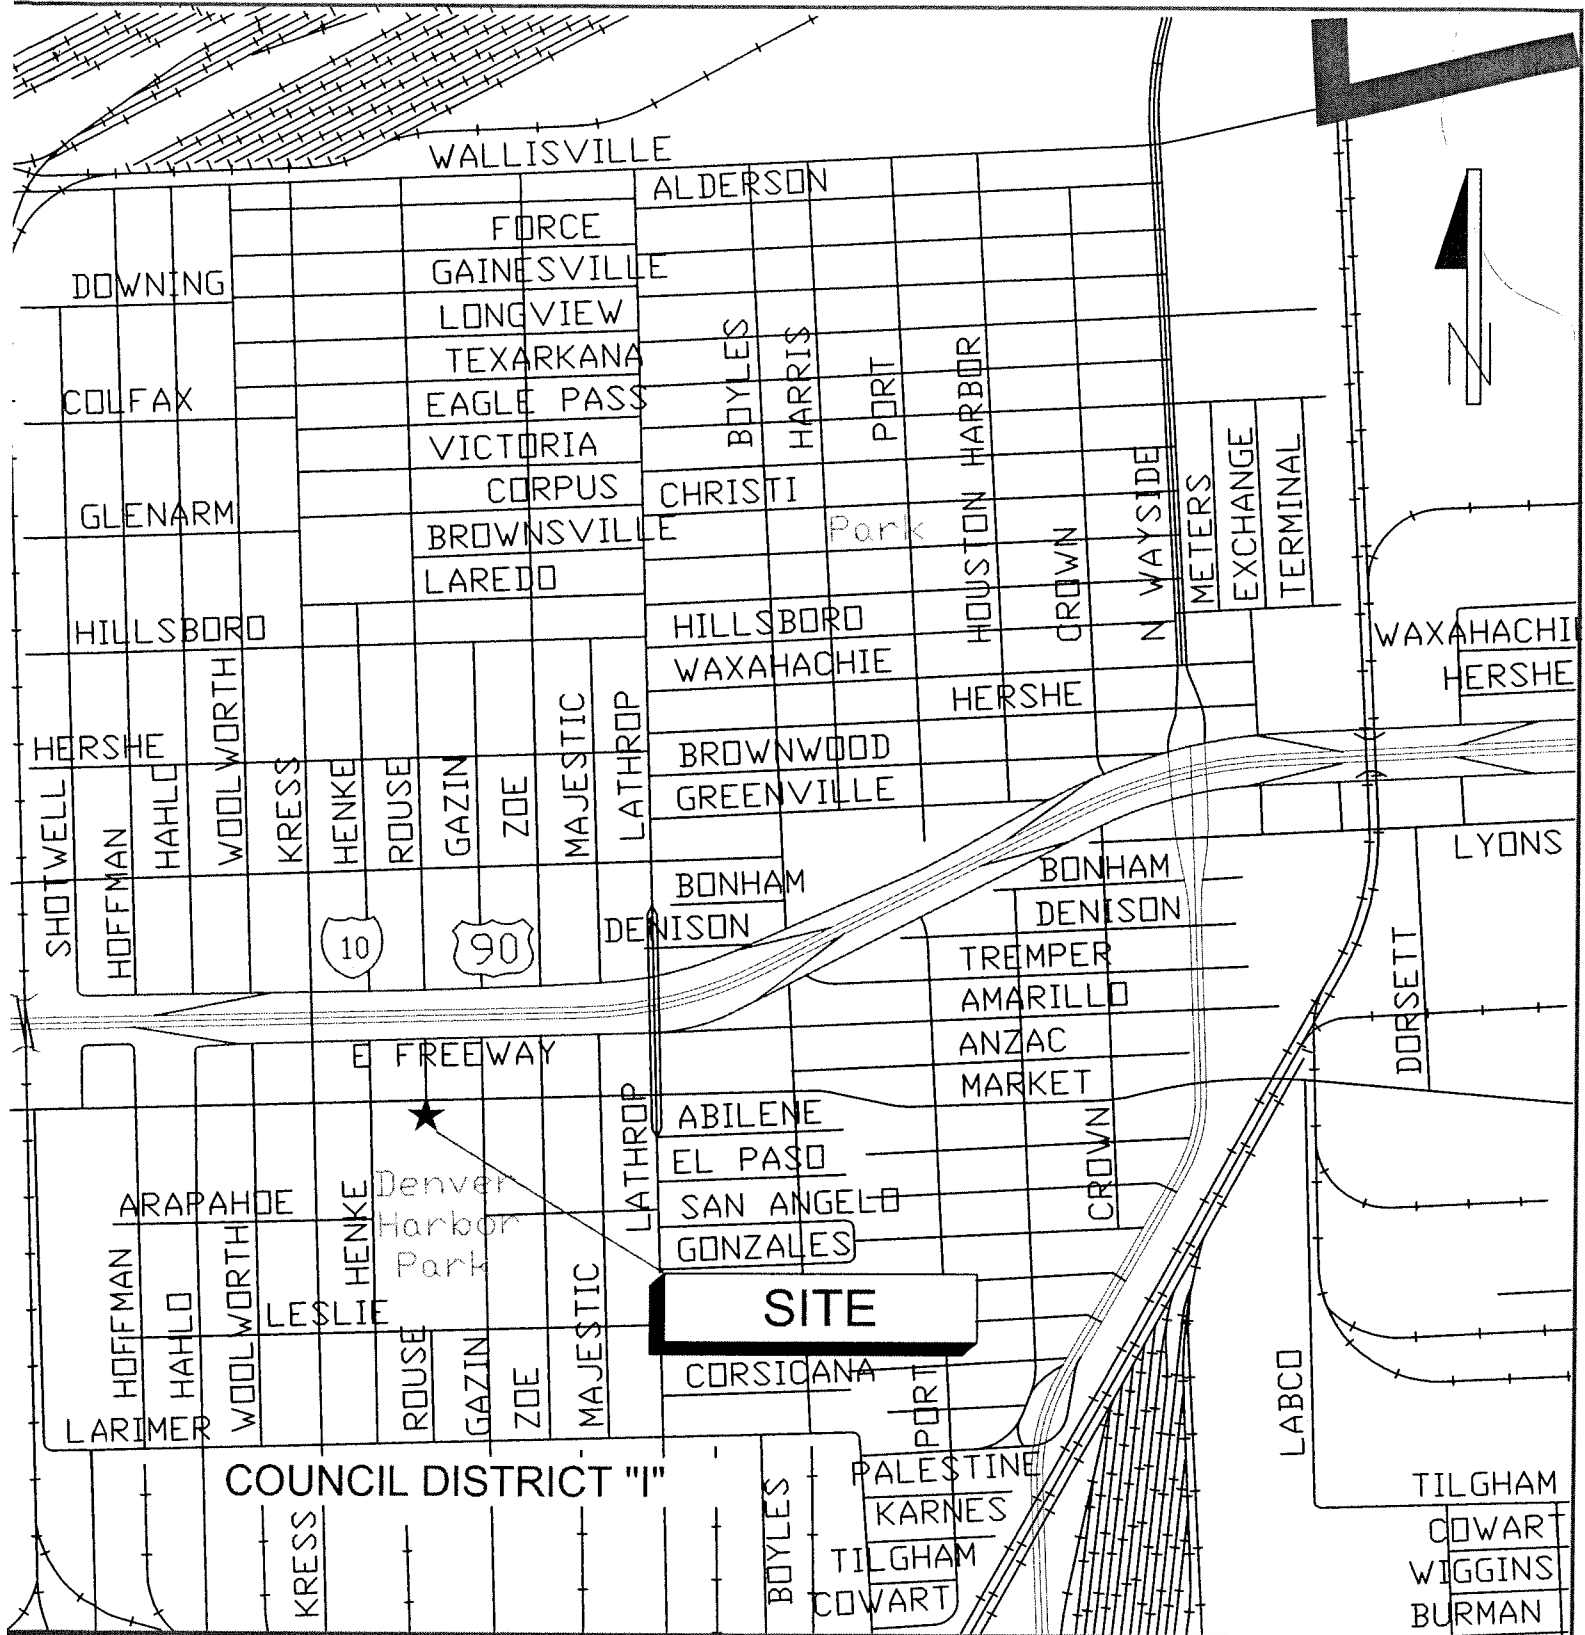 WALLISVILLE
ALDERSON
FORCE
GAINESVILLE
DOWNING
LONGVIEW
TEXARKANA
COLFAX
EAGLE PASS
BOYLES
HARRIS
PORT
HOUSTON HARBOR
N
VICTORIA
CORPUS CHRISTI
GLENARM
BROWNSVILLE
Park
CROWN
N WAYSIDE
METERS
EXCHANGE
TERMINAL
LAREDO
HILLSBORO
HILLSBORO
WAXAHACHI
WAXAHACHIE
HERSHE
HERSHE
HERSHE
BROWNWOOD
GREENVILLE
SHOTWELL
HOFFMAN
HAHLO
WOOLWORTH
KRESS
HENKE
ROUSE
GAZIN
ZOE
MAJESTIC
LATHROP
LYONS
BONHAM
BONHAM
DENISON
DENISON
10
90
TREMPER
AMARILLO
DORSETT
ANZAC
E FREEWAY
MARKET
ABILENE
LATHROP
EL PASO
CROWN
Denver
Harbor
Park
ARAPAHOE
SAN ANGELO
GONZALES
HENKE
HOFFMAN
HAHLO
WOOLWORTH
LESLIE
SITE
ROUSE
GAZIN
ZOE
MAJESTIC
CORSICANA
PORT
LABCO
LARIMER
COUNCIL DISTRICT "I"
PALESTINE
KARNES
TILGHAM
COWART
KRESS
BOYLES
TILGHAM
COWART
WIGGINS
BURMAN